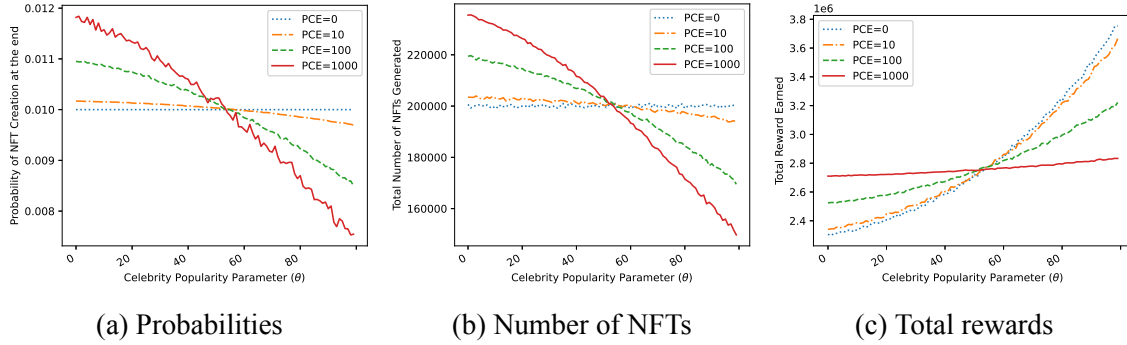 Probability of NFT Creation at the end
0.012
0.011
0.010
0.009
0.008
0
20
40
60
80
Celebrity Popularity Parameter (θ)
PCE=0
PCE=10
PCE=100
PCE=1000
(a) Probabilities
Total Number of NFTs Generated
220000
200000
180000
160000
0
20
40
60
80
Celebrity Popularity Parameter (θ)
PCE=0
PCE=10
PCE=100
PCE=1000
(b) Number of NFTs
1e6
Total Reward Earned
3.8
3.6
3.4
3.2
3.0
2.8
2.6
2.4
0
20
40
60
80
Celebrity Popularity Parameter (θ)
PCE=0
PCE=10
PCE=100
PCE=1000
(c) Total rewards